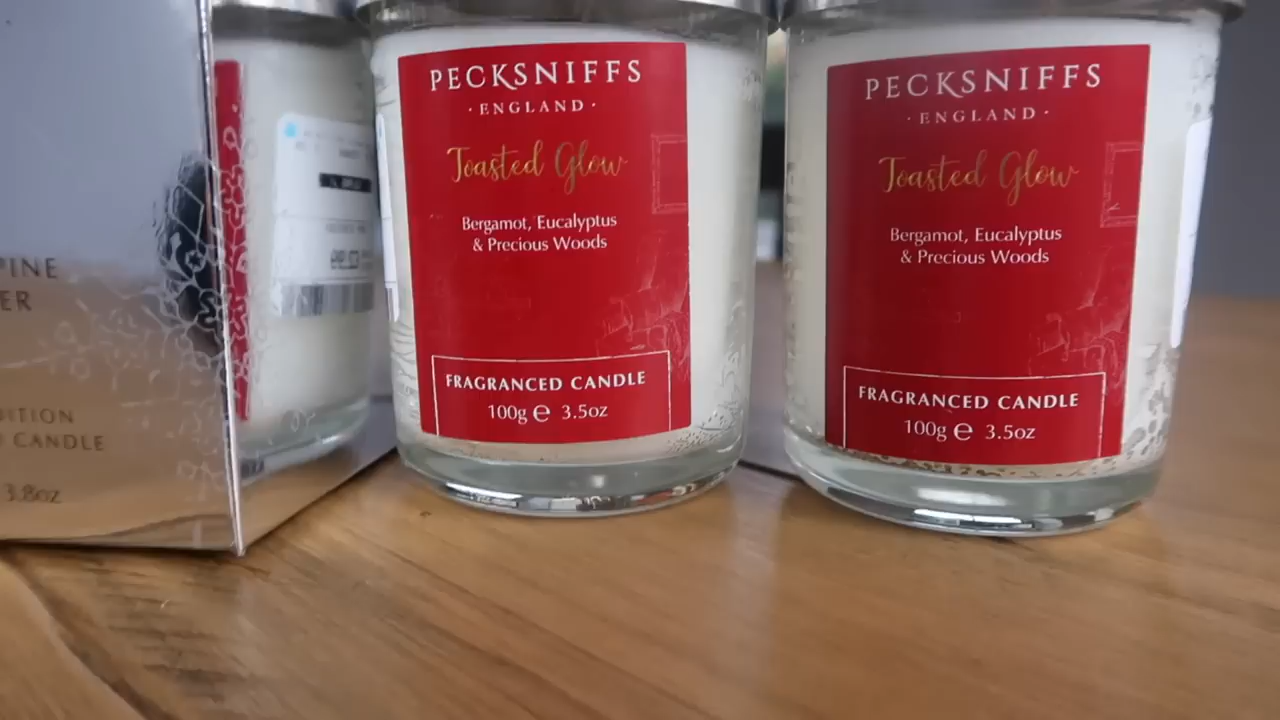 PINE
ER
DITION
CANDLE
3.8oz
PECKSNIFFS
· ENGLAND ·
Toasted Glow
Bergamot, Eucalyptus
& Precious Woods
FRAGRANCED CANDLE
100g ℮ 3.5oz
PECKSNIFFS
· ENGLAND ·
Toasted Glow
Bergamot, Eucalyptus
& Precious Woods
FRAGRANCED CANDLE
100g ℮ 3.5oz